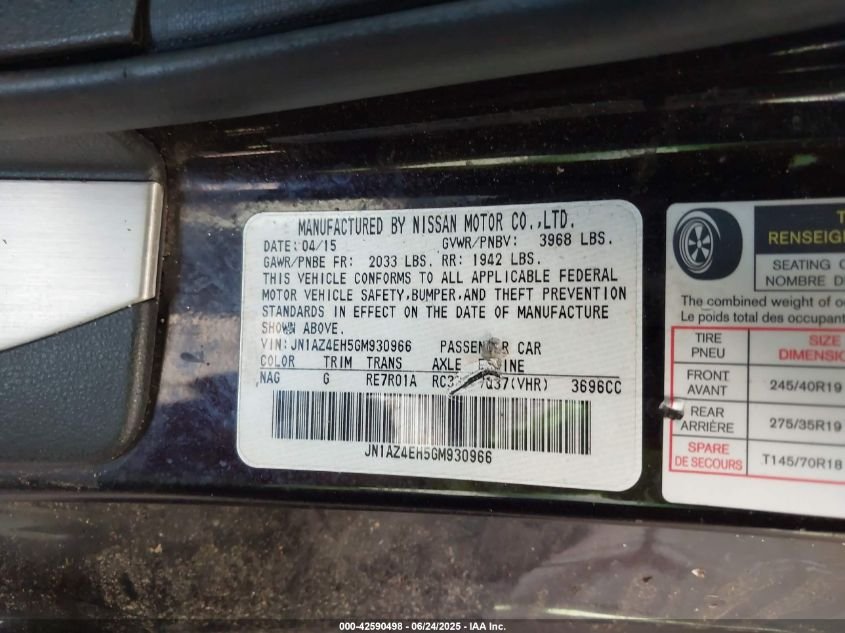 MANUFACTURED BY NISSAN MOTOR CO.,LTD.
DATE: 04/15 GVWR/PNBV: 3968 LBS.
GAWR/PNBE FR: 2033 LBS. RR: 1942 LBS.
THIS VEHICLE CONFORMS TO ALL APPLICABLE FEDERAL
MOTOR VEHICLE SAFETY,BUMPER,AND THEFT PREVENTION
STANDARDS IN EFFECT ON THE DATE OF MANUFACTURE
SHOWN ABOVE.
VIN: JN1AZ4EH5GM930966 PASSENGER CAR
COLOR TRIM TRANS AXLE ENGINE
NAG G RE7R01A (VHR) 3696CC
JN1AZ4EH5GM930966
RENSEIG
SEATING
NOMBRE
The combined weight of
Le poids total des occupant
TIRE SIZE
PNEU DIMENSI
FRONT
AVANT 245/40R19
REAR
ARRIÈRE 275/35R19
SPARE
DE SECOURS T145/70R18
000-42590498 - 06/24/2025 - IAA Inc.